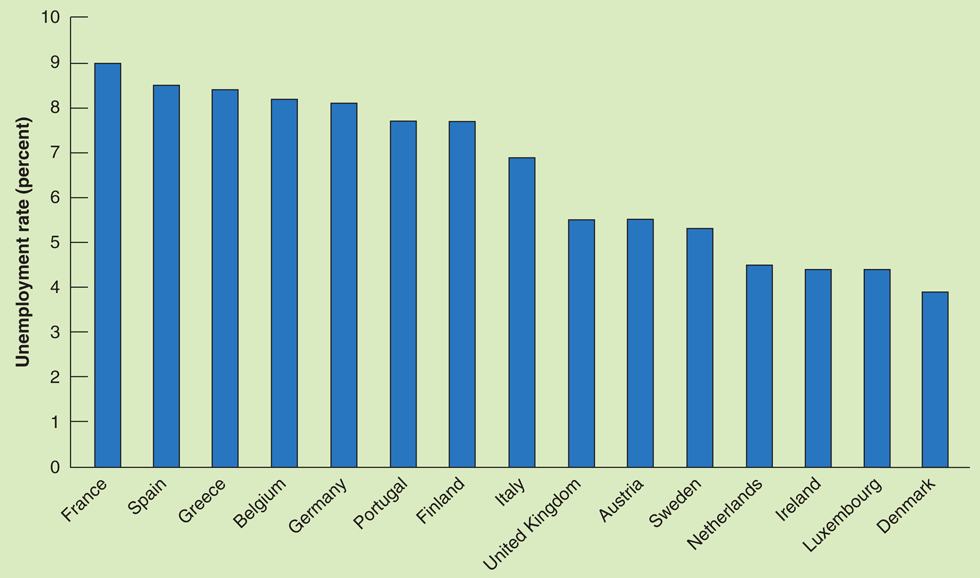 Unemployment rate (percent)
10
9
8
7
6
5
4
3
2
1
0
France
Spain
Greece
Belgium
Germany
Portugal
Finland
Italy
United Kingdom
Austria
Sweden
Netherlands
Ireland
Luxembourg
Denmark